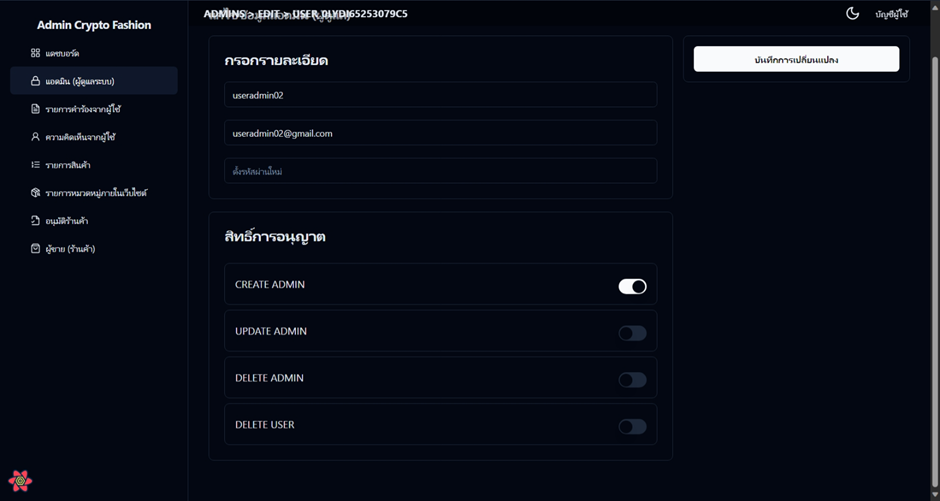 Admin Crypto Fashion
แดชบอร์ด
แอดมิน (ผู้ดูแลระบบ)
รายการคำร้องจากผู้ใช้
ความคิดเห็นจากผู้ใช้
รายการสินค้า
รายการหมวดหมู่ภายในเว็บไซต์
อนุมัติร้านค้า
ผู้ขาย (ร้านค้า)
ADMINS > EDIT > USER_0LYDI65253079C5
บัญชีผู้ใช้
กรอกรายละเอียด
useradmin02
useradmin02@gmail.com
ตั้งรหัสผ่านใหม่
บันทึกการเปลี่ยนแปลง
สิทธิ์การอนุญาต
CREATE ADMIN
UPDATE ADMIN
DELETE ADMIN
DELETE USER